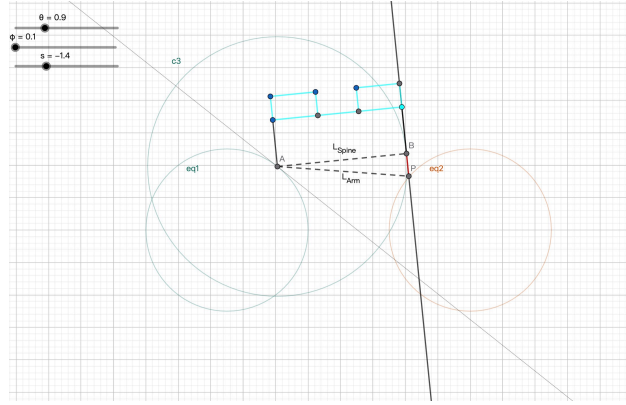 θ = 0.9
φ = 0.1
s = −1.4
c3
L_Spine
B
A
P
eq1
eq2
L_Arm